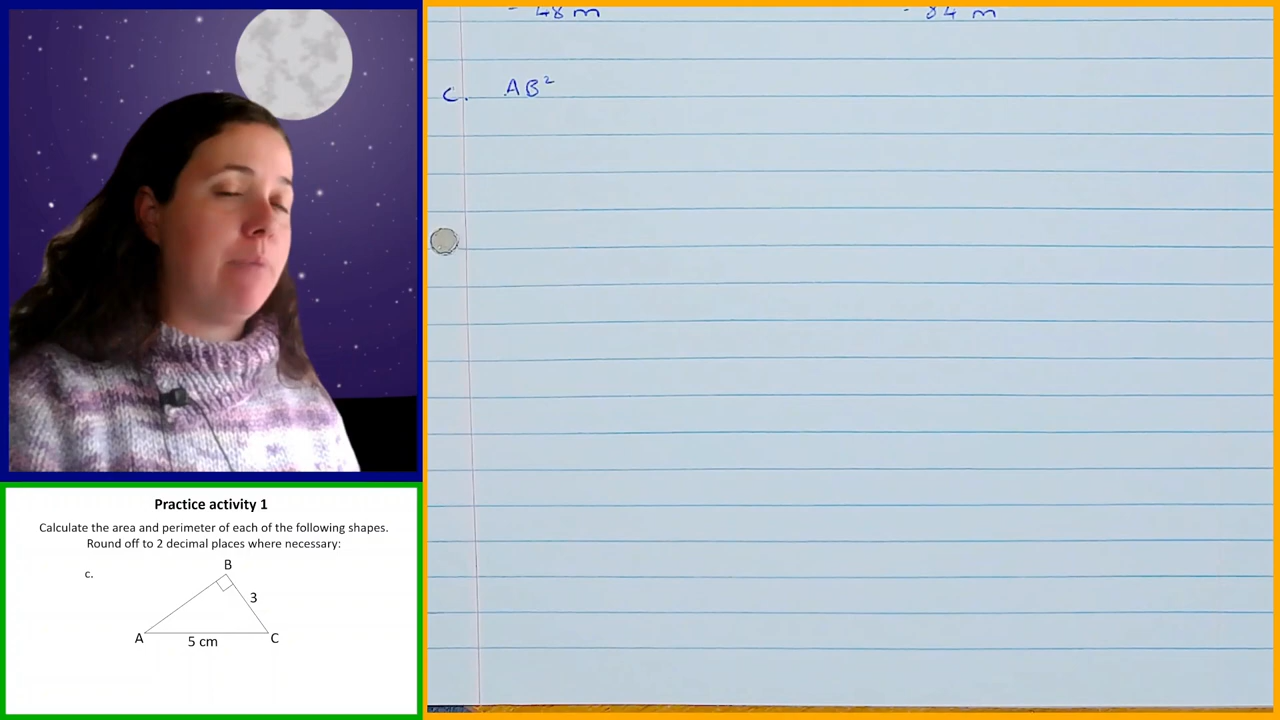 48 m
84 m
c. AB²
Practice activity 1
Calculate the area and perimeter of each of the following shapes.
Round off to 2 decimal places where necessary:
c.
B
3
A
C
5 cm